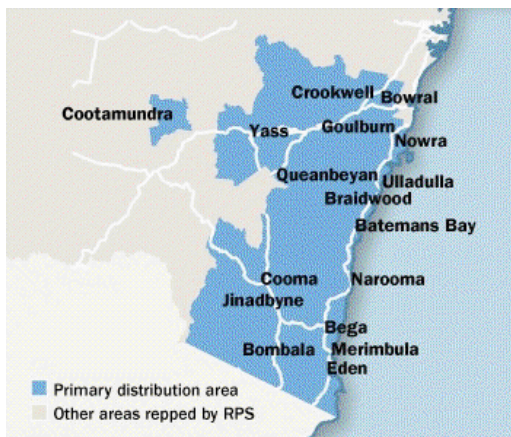 Crookwell
Bowral
Cootamundra
Yass
Goulburn
Nowra
Queanbeyan
Ulladulla
Braidwood
Batemans Bay
Cooma
Narooma
Jinadbyne
Bega
Bombala
Merimbula
Eden
Primary distribution area
Other areas repped by RPS